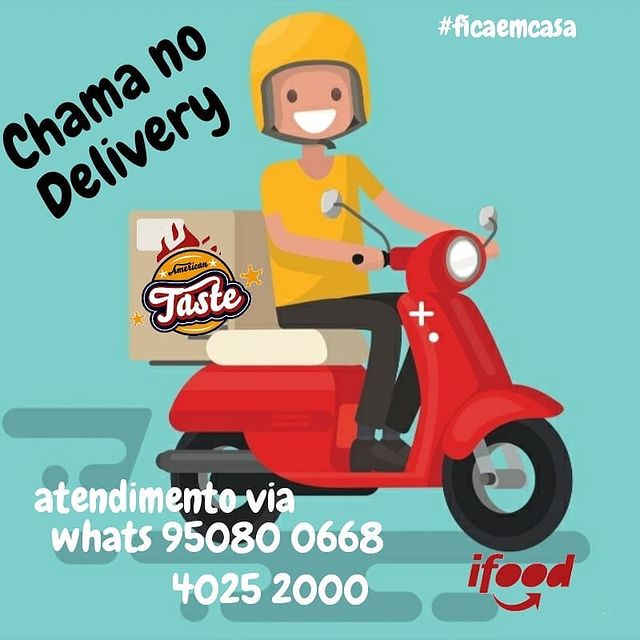 #ficaemcasa
Chama no
Delivery
American
Taste
atendimento via
whats 95080 0668
4025 2000
ifood